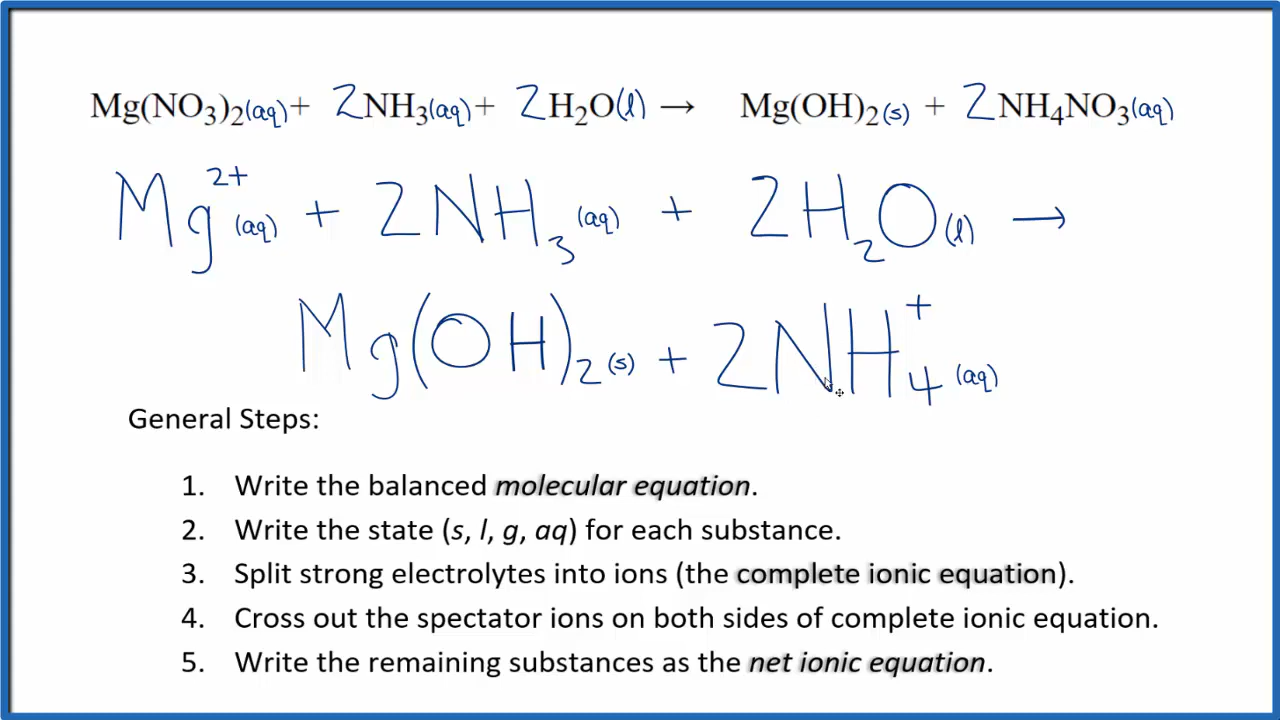 Mg(NO₃)₂(aq)+ 2NH₃(aq)+ 2H₂O(l) → Mg(OH)₂(s) + 2NH₄NO₃(aq)
Mg²⁺(aq) + 2NH₃(aq) + 2H₂O(l) →
Mg(OH)₂(s) + 2NH₄⁺(aq)
General Steps:
1. Write the balanced molecular equation.
2. Write the state (s, l, g, aq) for each substance.
3. Split strong electrolytes into ions (the complete ionic equation).
4. Cross out the spectator ions on both sides of complete ionic equation.
5. Write the remaining substances as the net ionic equation.